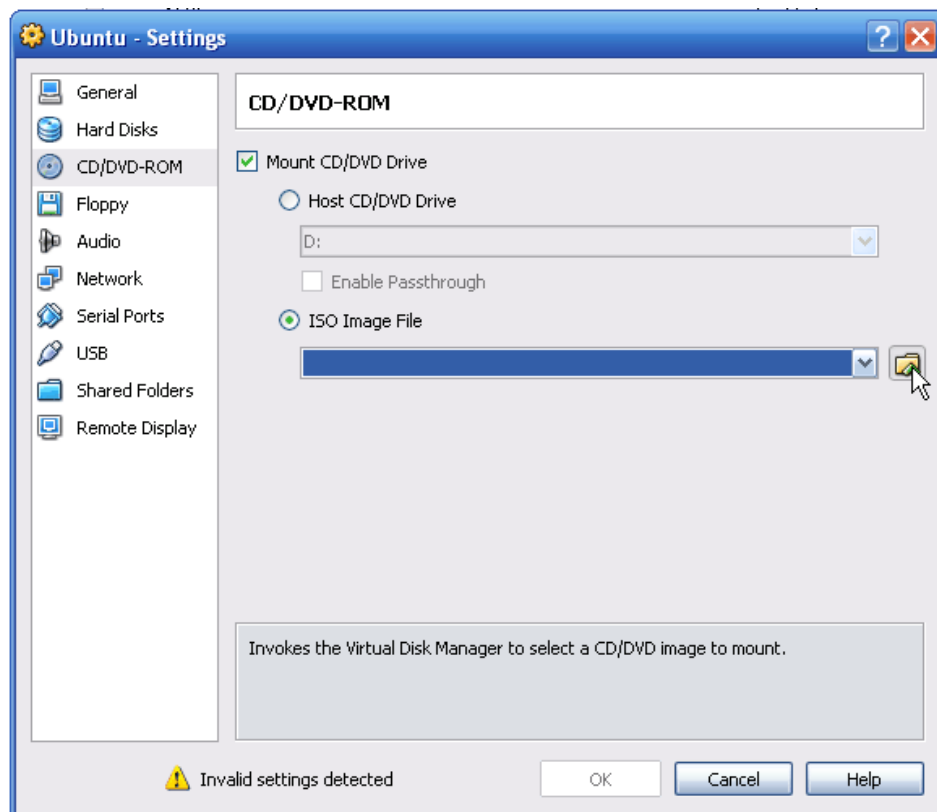 Ubuntu - Settings
General
Hard Disks
CD/DVD-ROM
Floppy
Audio
Network
Serial Ports
USB
Shared Folders
Remote Display
CD/DVD-ROM
Mount CD/DVD Drive
Host CD/DVD Drive
D:
Enable Passthrough
ISO Image File
Invokes the Virtual Disk Manager to select a CD/DVD image to mount.
Invalid settings detected
OK
Cancel
Help